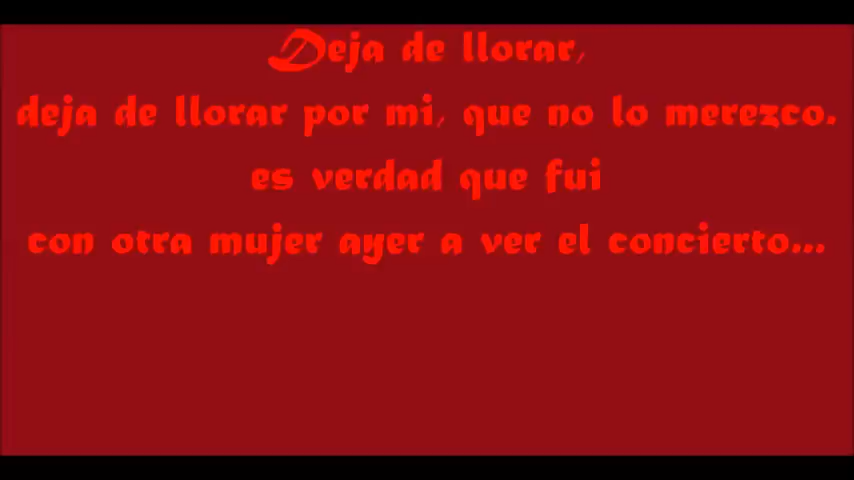 Deja de llorar,
deja de llorar por mi, que no lo merezco.
es verdad que fui
con otra mujer ayer a ver el concierto...